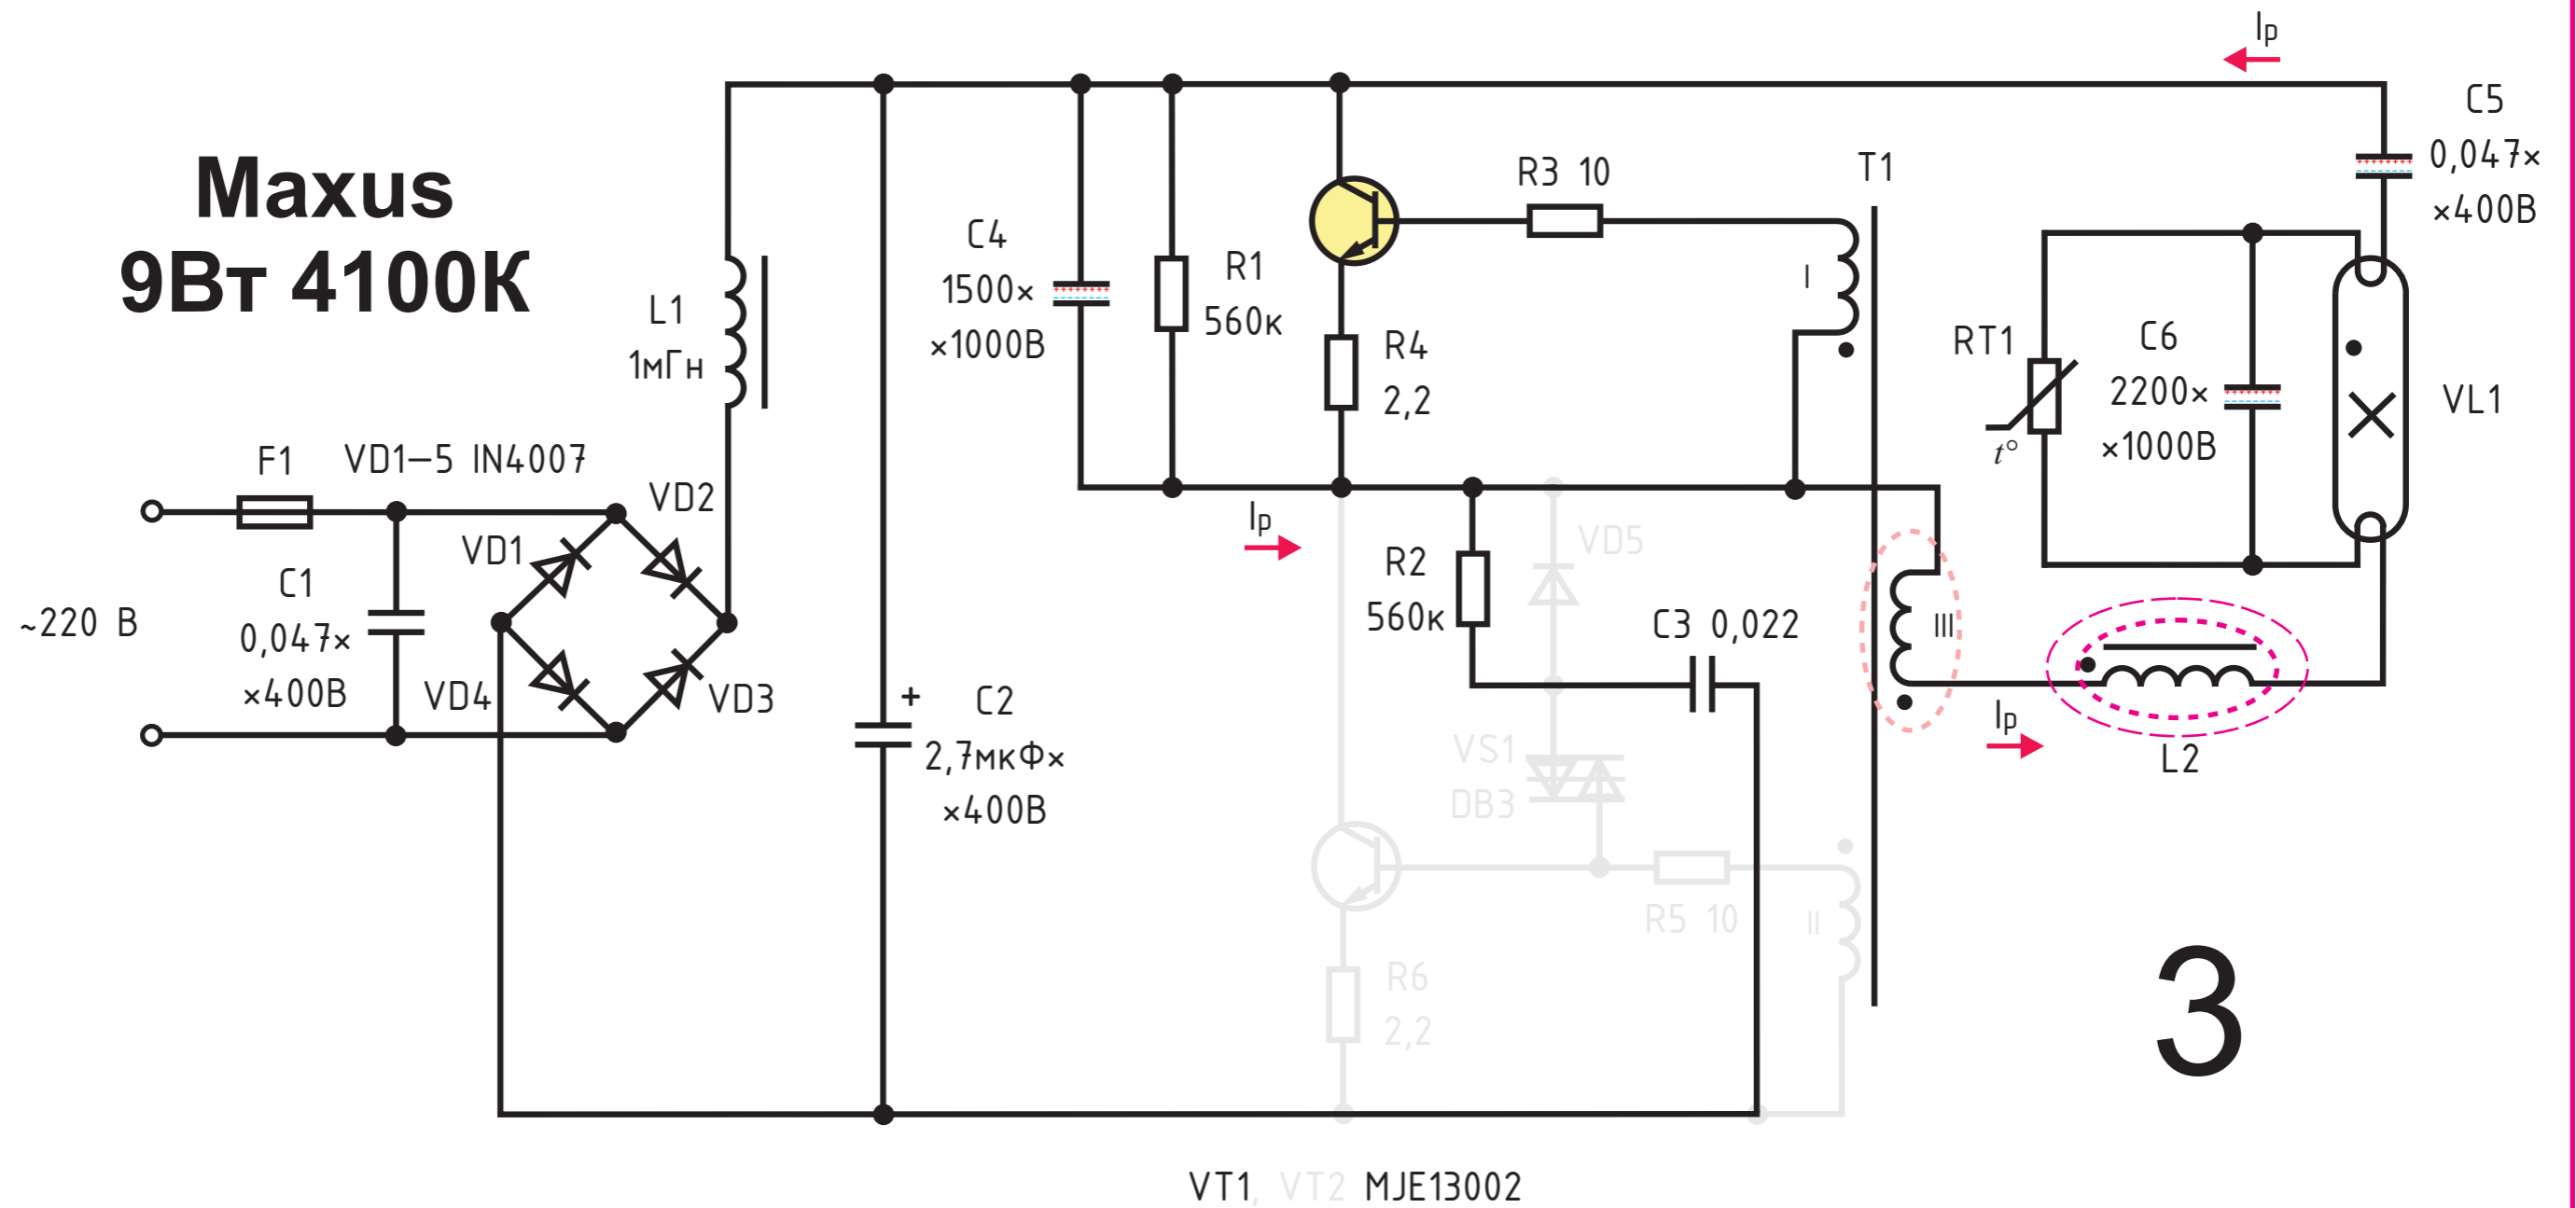 Maxus
9Вт 4100К
~220 В
F1
C1
0,047×
×400В
VD1–5 IN4007
VD1
VD2
VD3
VD4
L1
1мГн
+
C2
2,7мкФ×
×400В
C4
1500×
×1000В
R1
560к
R3 10
R4
2,2
Iр
R2
560к
C3 0,022
VD5
VS1
DB3
R5 10
R6
2,2
T1
I
II
III
Iр
C5
0,047×
×400В
RT1
t°
C6
2200×
×1000В
VL1
Iр
L2
3
VT1, VT2 MJE13002